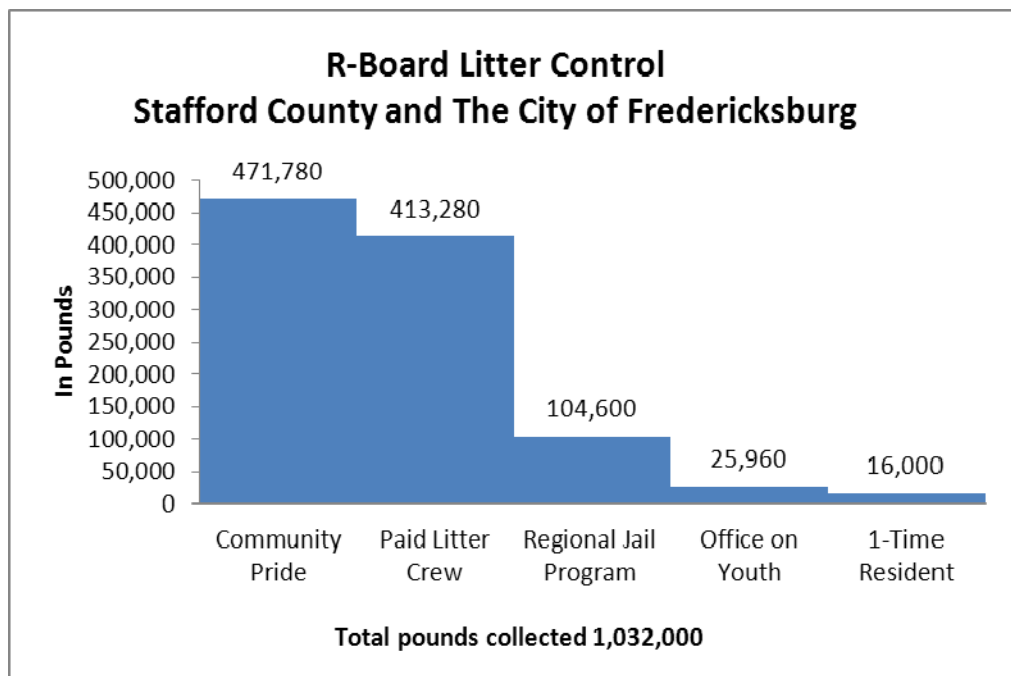 R-Board Litter Control
Stafford County and The City of Fredericksburg
471,780
413,280
104,600
25,960
16,000
500,000
450,000
400,000
350,000
300,000
250,000
200,000
150,000
100,000
50,000
0
In Pounds
Community
Pride
Paid Litter
Crew
Regional Jail
Program
Office on
Youth
1-Time
Resident
Total pounds collected 1,032,000